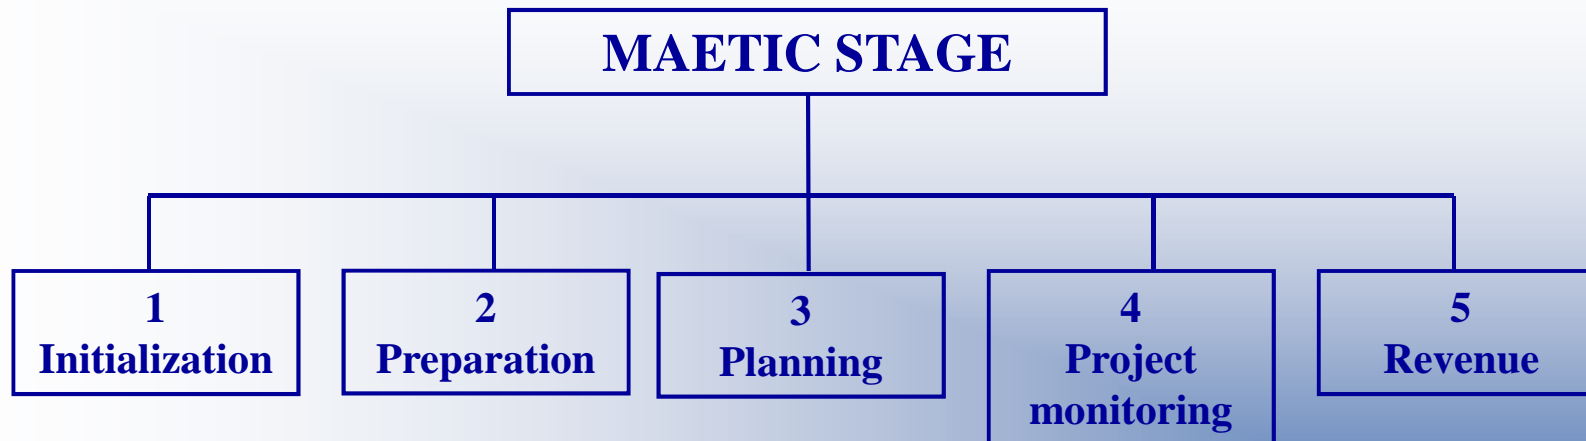 MAETIC STAGE
1
Initialization
2
Preparation
3
Planning
4
Project
monitoring
5
Revenue